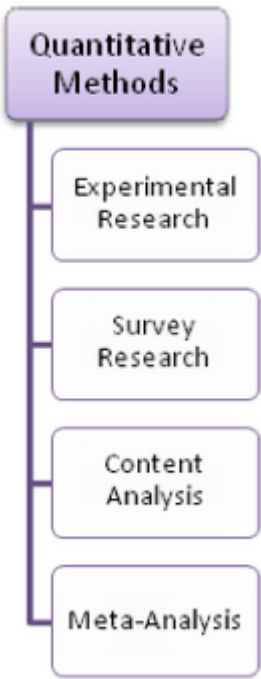 Quantitative
Methods
Experimental
Research
Survey
Research
Content
Analysis
Meta-Analysis